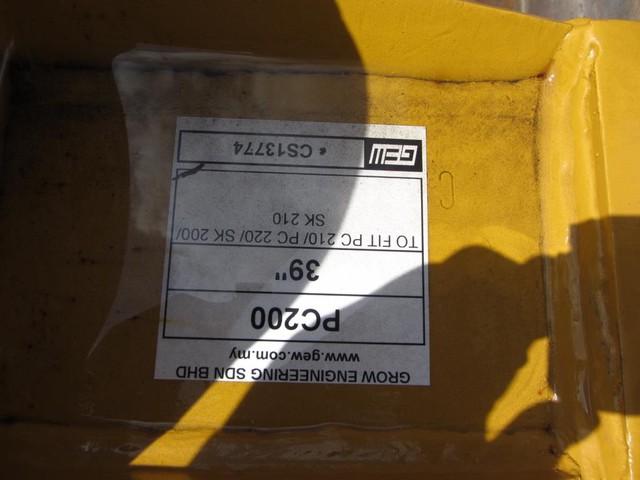 GROW ENGINEERING SDN BHD
www.gew.com.my
PC200
39"
TO FIT PC 210/ PC 220/ SK 200/
SK 210
GEW CS13774